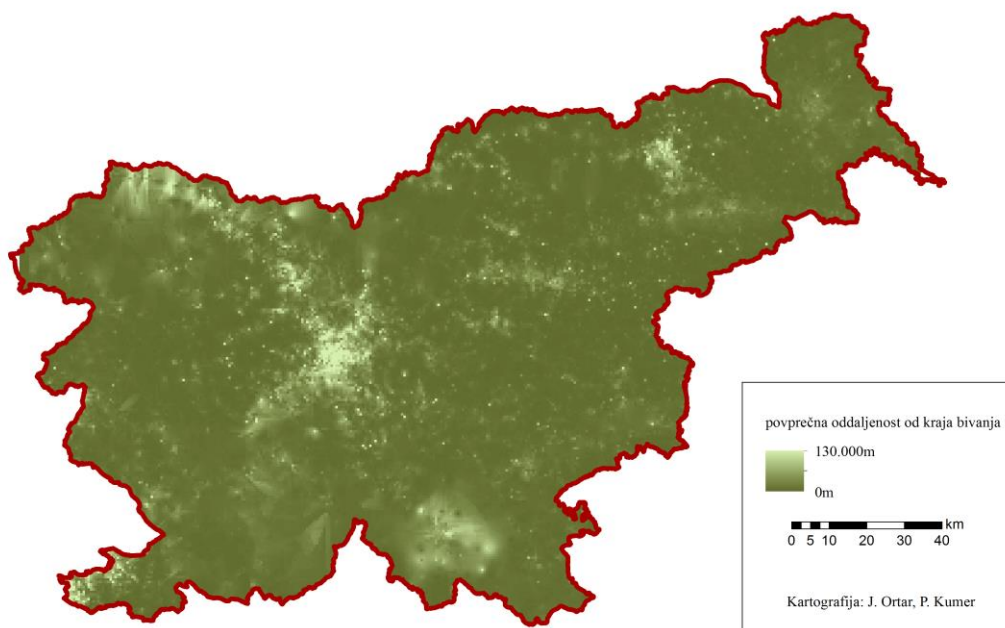 povprečna oddaljenost od kraja bivanja
130.000m
0m
km
0 5 10 20 30 40
Kartografija: J. Ortar, P. Kumer